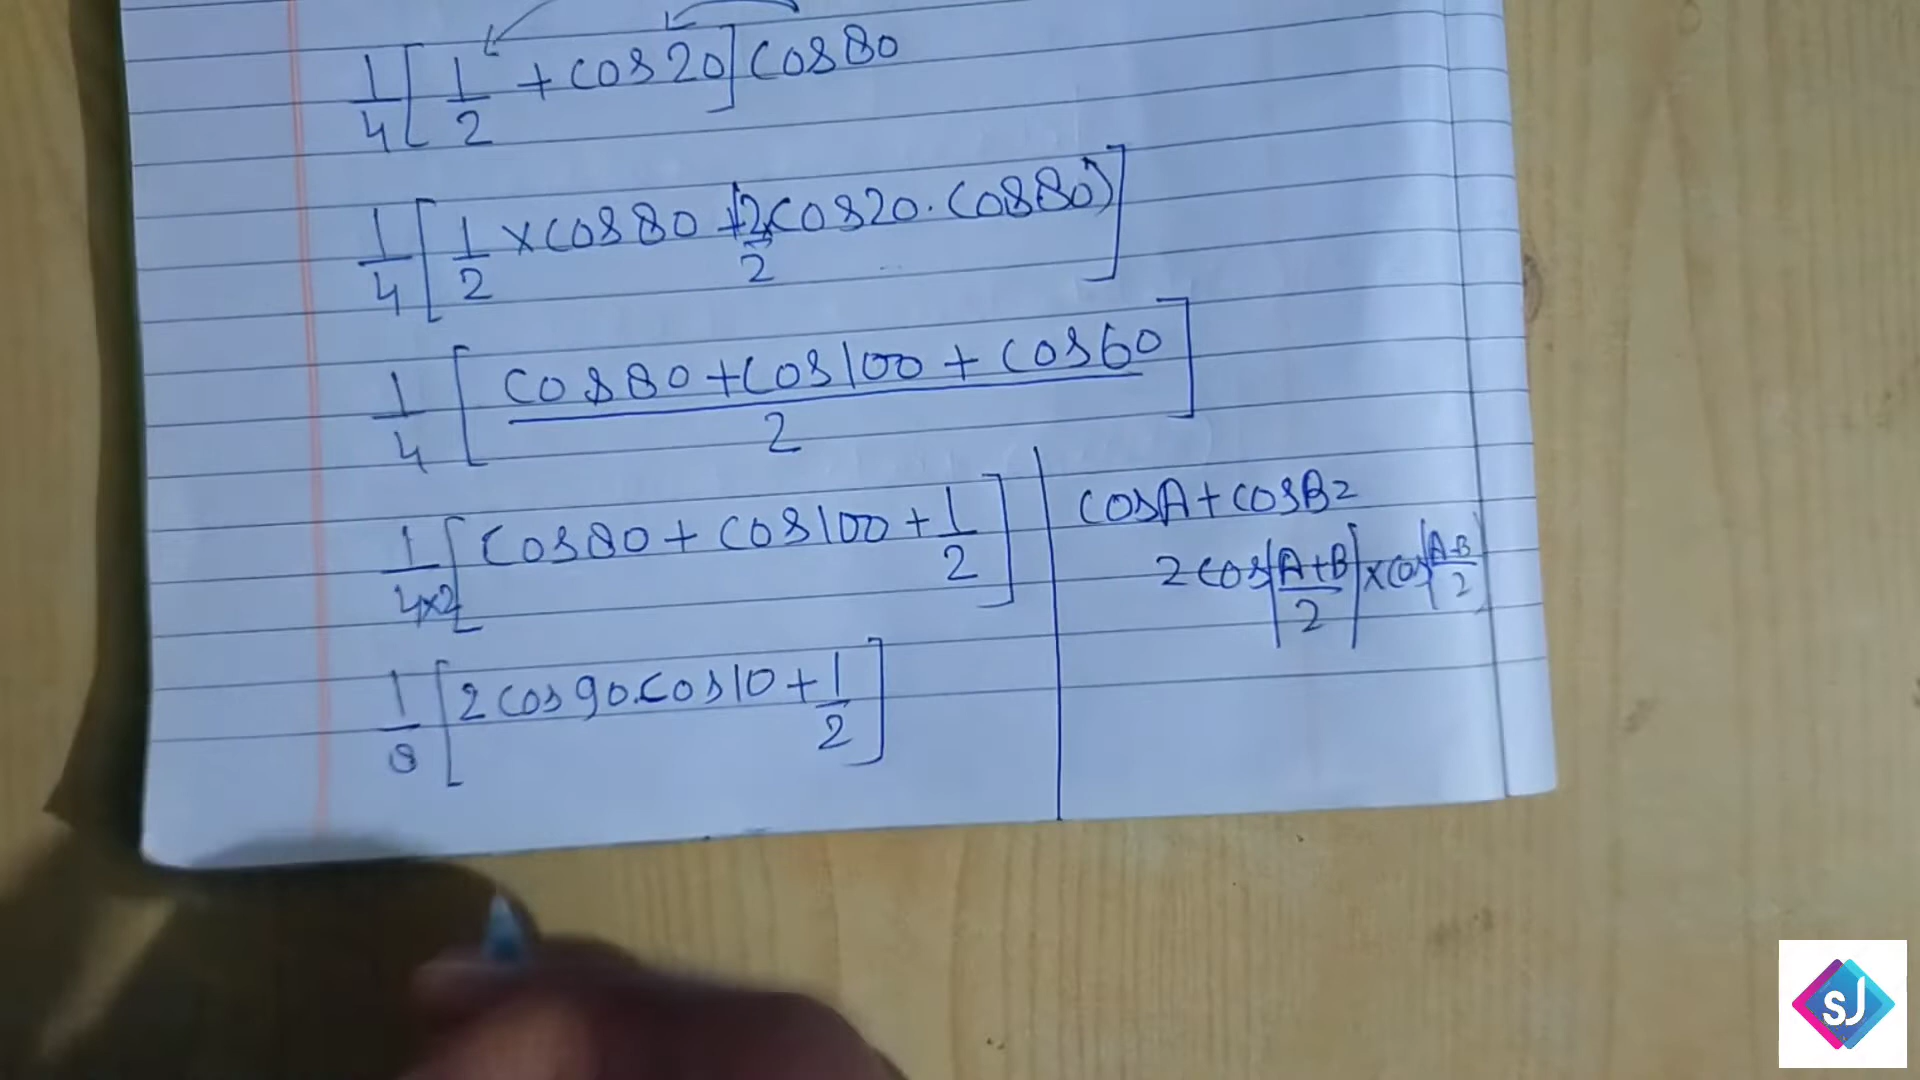 1/4 [1/2 + cos20] cos80
1/4 [1/2 × cos80 + (2/2 × cos20 . cos80)]
1/4 [(cos80 + cos100 + cos60)/2]
1/4×2 [cos80 + cos100 + 1/2]
1/8 [2 cos90 . cos10 + 1/2]
cosA + cosB =
2 cos(A+B/2) × cos(A-B/2)
SJ